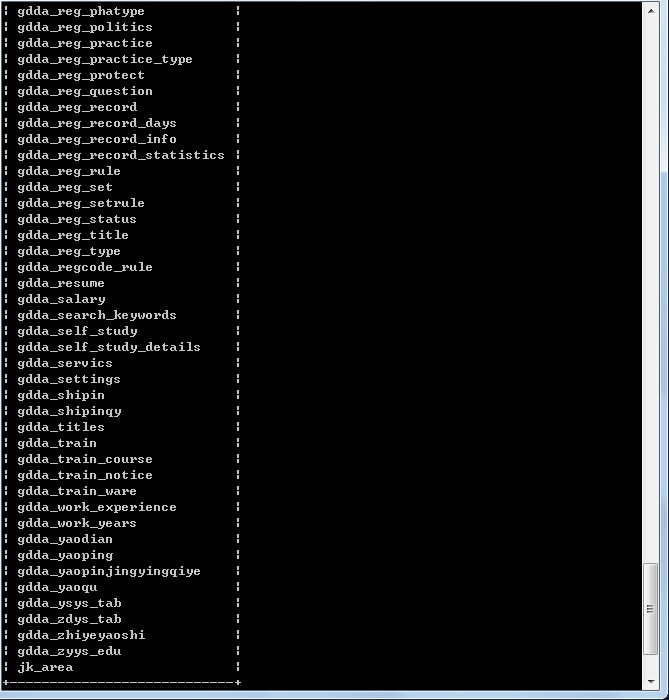 | gdda_reg_phatype |
| gdda_reg_politics |
| gdda_reg_practice |
| gdda_reg_practice_type |
| gdda_reg_protect |
| gdda_reg_question |
| gdda_reg_record |
| gdda_reg_record_days |
| gdda_reg_record_info |
| gdda_reg_record_statistics |
| gdda_reg_rule |
| gdda_reg_set |
| gdda_reg_setrule |
| gdda_reg_status |
| gdda_reg_title |
| gdda_reg_type |
| gdda_regcode_rule |
| gdda_resume |
| gdda_salary |
| gdda_search_keywords |
| gdda_self_study |
| gdda_self_study_details |
| gdda_servics |
| gdda_settings |
| gdda_shipin |
| gdda_shipinqy |
| gdda_titles |
| gdda_train |
| gdda_train_course |
| gdda_train_notice |
| gdda_train_ware |
| gdda_work_experience |
| gdda_work_years |
| gdda_yaodian |
| gdda_yaoping |
| gdda_yaopinjingyingqiye |
| gdda_yaoqu |
| gdda_ysys_tab |
| gdda_zdys_tab |
| gdda_zhiyeyaoshi |
| gdda_zyys_edu |
| jk_area |
+----------------------------+